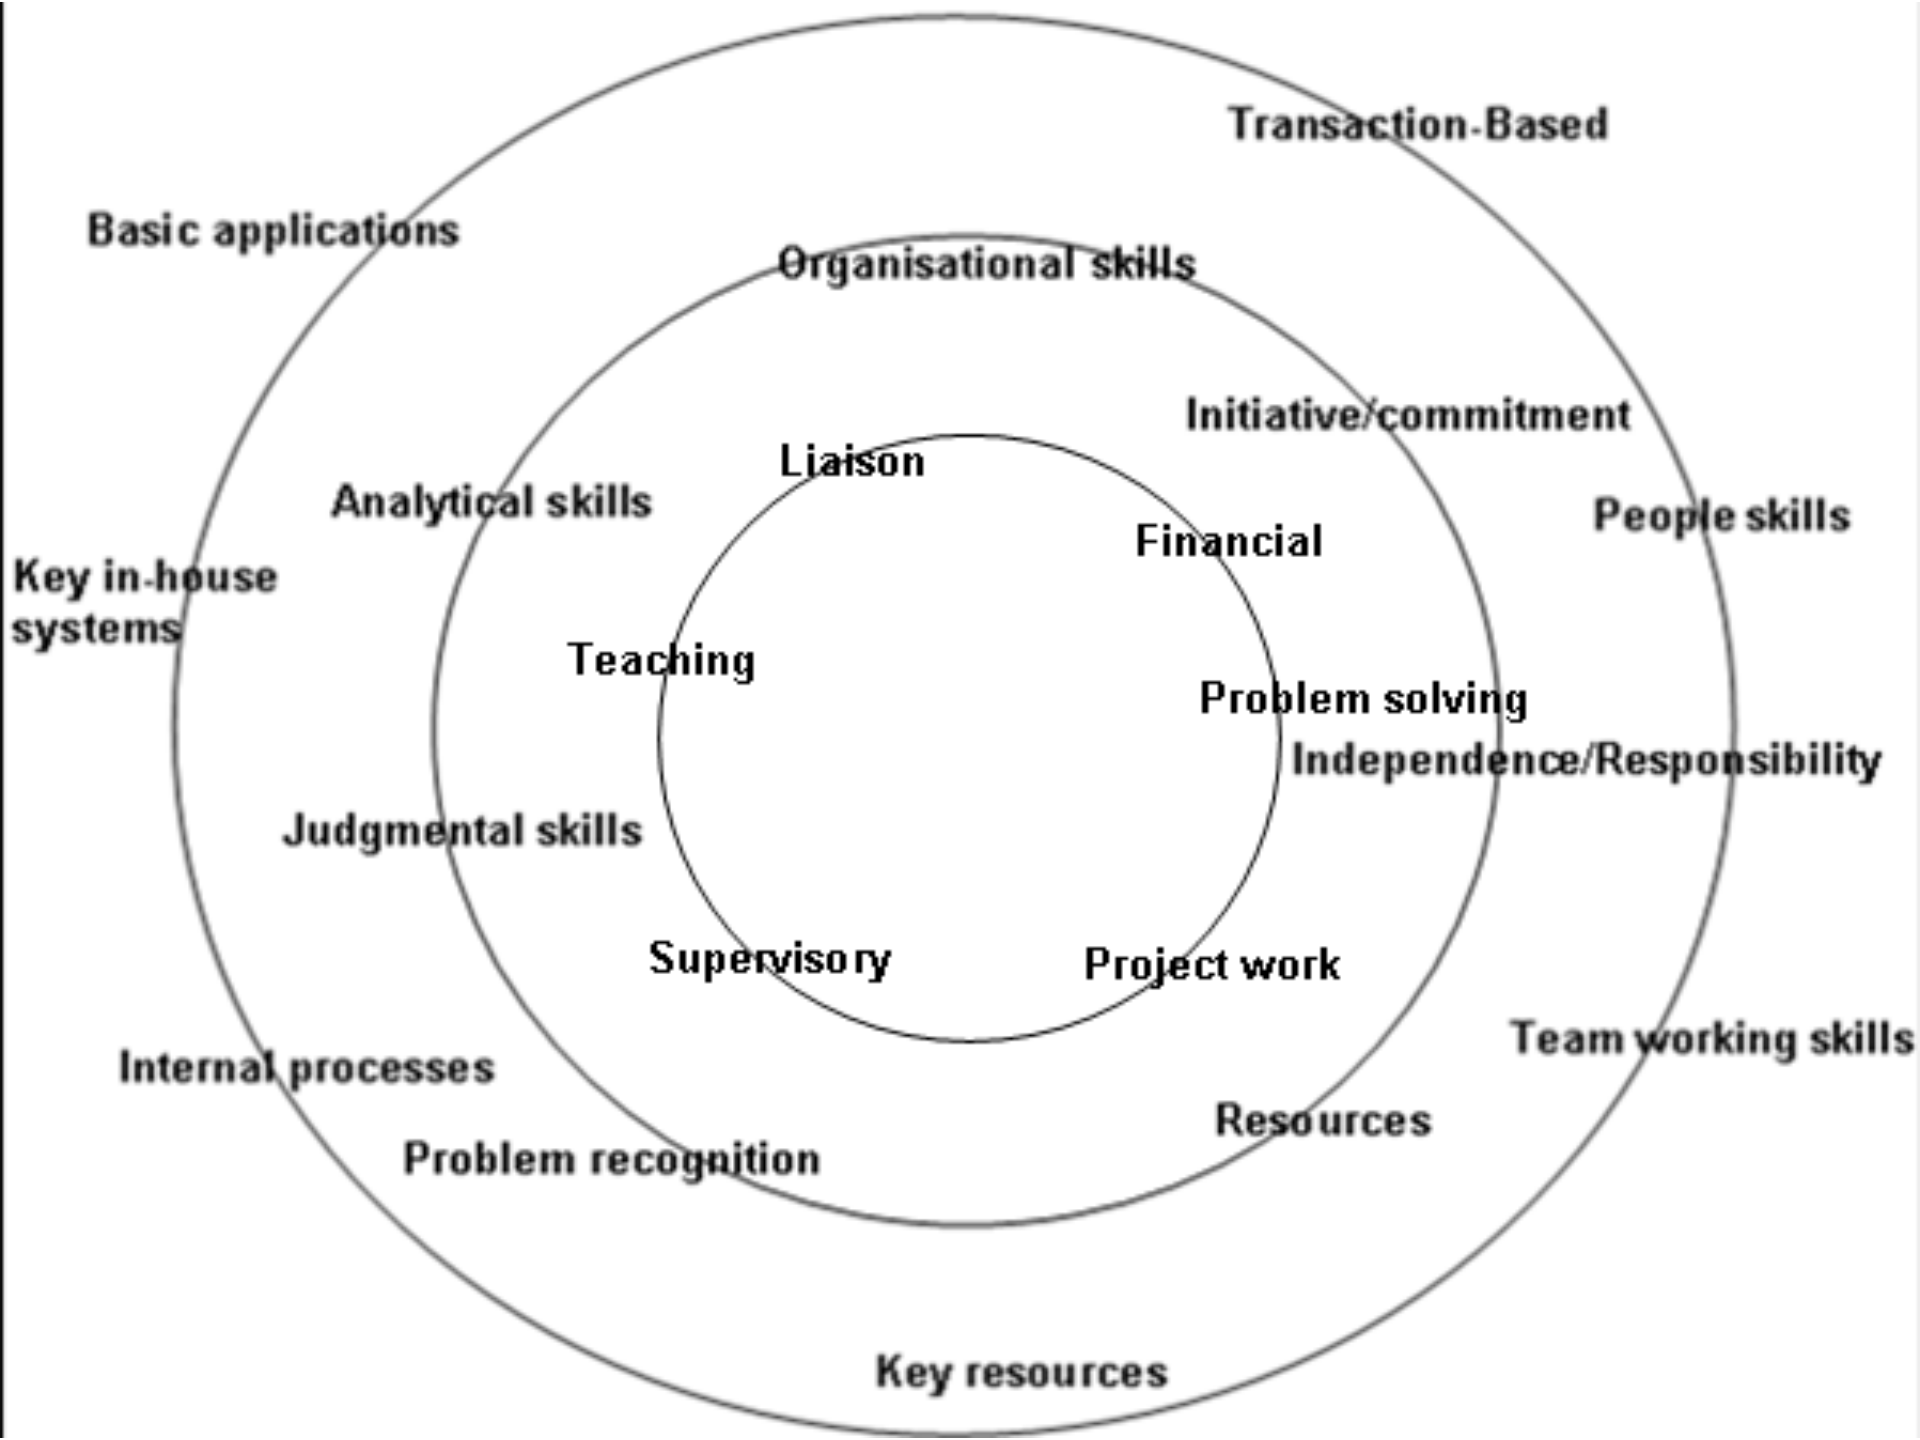 Transaction-Based
Basic applications
Organisational skills
Initiative/commitment
Liaison
Analytical skills
People skills
Financial
Key in-house
systems
Teaching
Problem solving
Independence/Responsibility
Judgmental skills
Supervisory
Project work
Team working skills
Internal processes
Resources
Problem recognition
Key resources